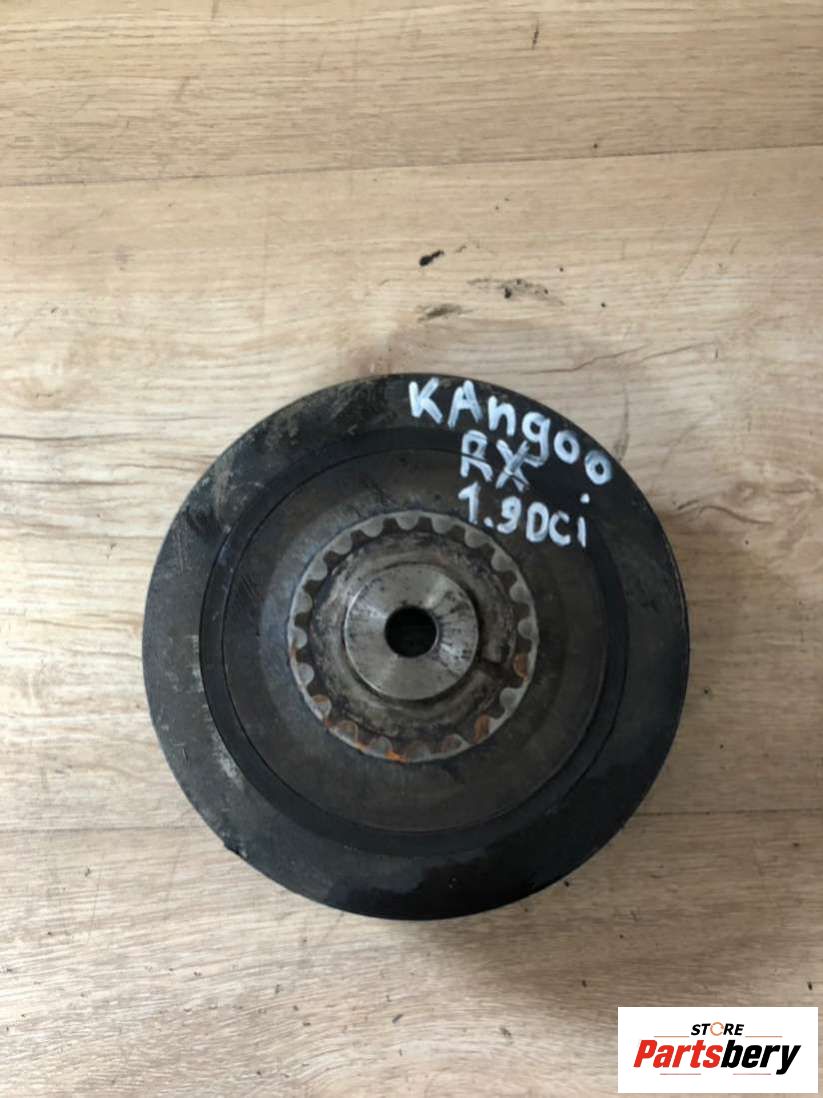 KAngoo
RX
1.9DCi
STORE
Partsbery